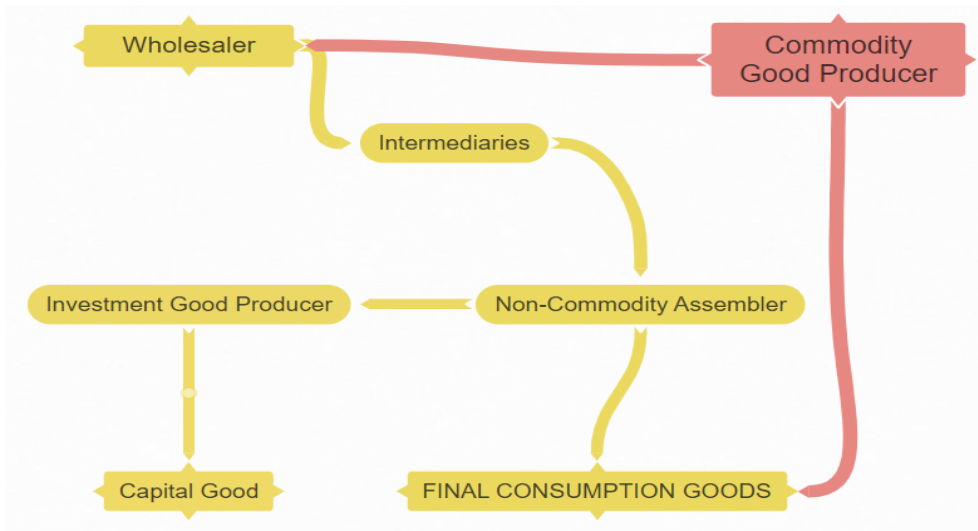 Wholesaler
Commodity
Good Producer
Intermediaries
Investment Good Producer
Non-Commodity Assembler
Capital Good
FINAL CONSUMPTION GOODS